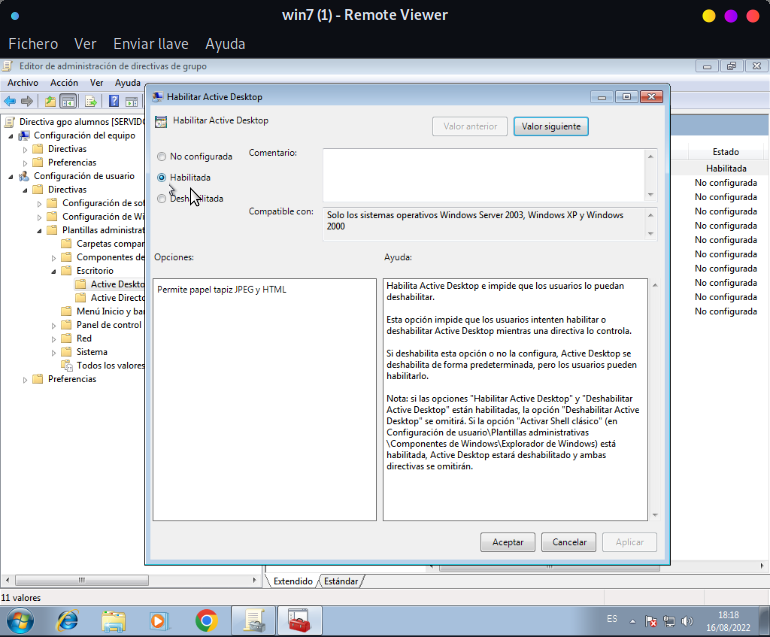 win7 (1) - Remote Viewer
Fichero Ver Enviar llave Ayuda
Editor de administración de directivas de grupo
Archivo Acción Ver Ayuda
Directiva gpo alumnos [SERVIDO
Configuración del equipo
Directivas
Preferencias
Configuración de usuario
Directivas
Configuración de sof
Configuración de Wi
Plantillas administrat
Carpetas compar
Componentes de
Escritorio
Active Deskto
Active Directo
Menú Inicio y bar
Panel de control
Red
Sistema
Todos los valores
Preferencias
Habilitar Active Desktop
Habilitar Active Desktop
Valor anterior
Valor siguiente
No configurada
Habilitada
Deshabilitada
Comentario:
Compatible con:
Solo los sistemas operativos Windows Server 2003, Windows XP y Windows
2000
Opciones:
Permite papel tapiz JPEG y HTML
Ayuda:
Habilita Active Desktop e impide que los usuarios lo puedan
deshabilitar.
Esta opción impide que los usuarios intenten habilitar o
deshabilitar Active Desktop mientras una directiva lo controla.
Si deshabilita esta opción o no la configura, Active Desktop se
deshabilita de forma predeterminada, pero los usuarios pueden
habilitarlo.
Nota: si las opciones "Habilitar Active Desktop" y "Deshabilitar
Active Desktop" están habilitadas, la opción "Deshabilitar Active
Desktop" se omitirá. Si la opción "Activar Shell clásico" (en
Configuración de usuario\Plantillas administrativas
\Componentes de Windows\Explorador de Windows) está
habilitada, Active Desktop estará deshabilitado y ambas
directivas se omitirán.
Aceptar
Cancelar
Aplicar
Estado
Habilitada
No configurada
No configurada
No configurada
No configurada
No configurada
No configurada
No configurada
No configurada
No configurada
No configurada
Extendido
Estándar
11 valores
ES
18:18
16/08/2022